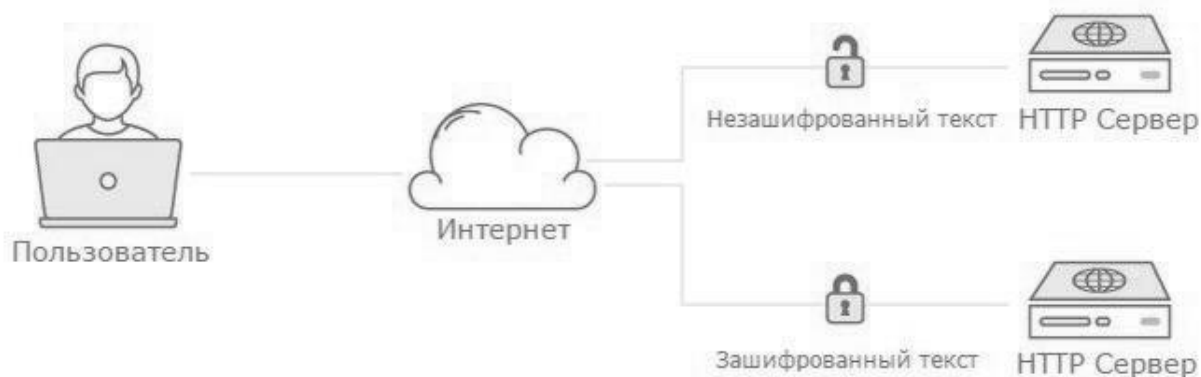 Незашифрованный текст
HTTP Сервер
Пользователь
Интернет
Зашифрованный текст
HTTP Сервер